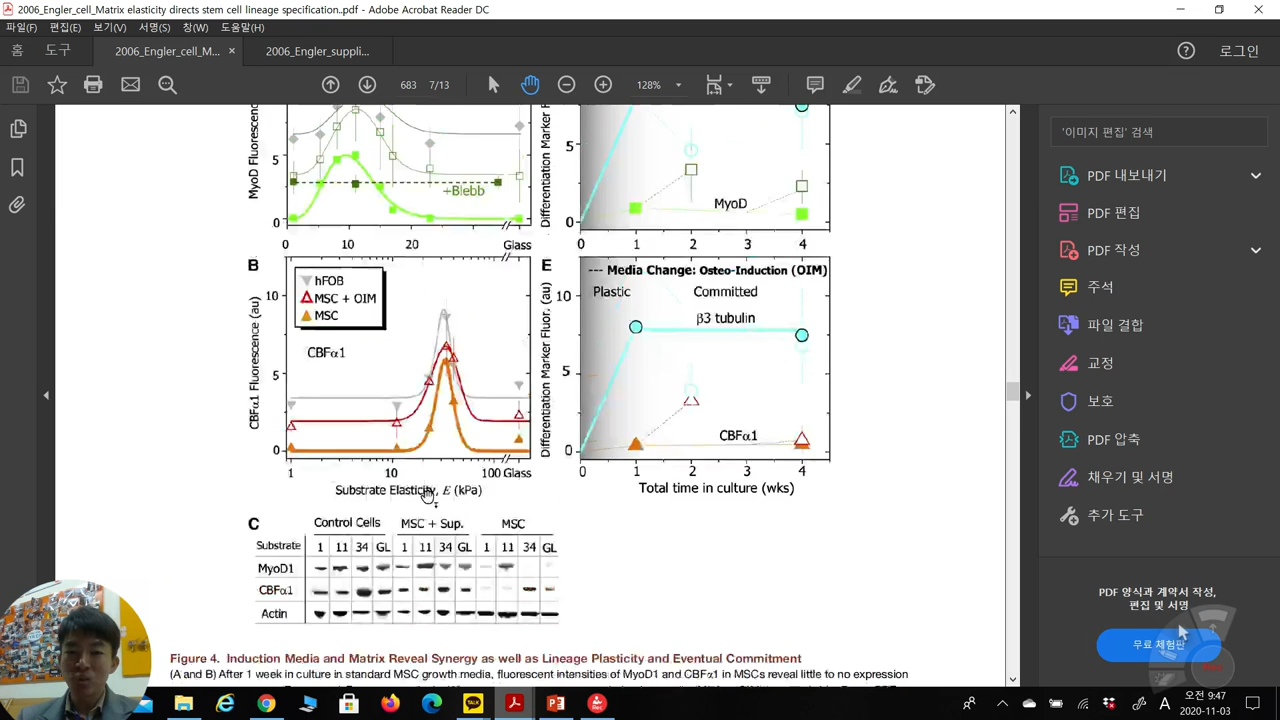 2006_Engler_cell_Matrix elasticity directs stem cell lineage specification..pdf - Adobe Acrobat Reader DC
파일(F) 편집(E) 보기(V) 서명(S) 창(W) 도움말(H)
홈 도구 2006_Engler_cell_M... × 2006_Engler_suppli... 로그인
683 7/13 128%
'이미지 편집' 검색
PDF 내보내기
PDF 편집
PDF 작성
주석
파일 결합
교정
보호
PDF 압축
채우기 및 서명
추가 도구
PDF 양식과 계약서 작성,
편집 및 서명
무료 체험판
MyoD Fluorescence
5
0
+Blebb
0 10 20 Glass
Differentiation Marker F
5
0
MyoD
0 1 2 3 4
B
hFOB
MSC + OIM
MSC
CBFα1
CBFα1 Fluorescence (au)
10
5
0
1 10 100 Glass
Substrate Elasticity, E (kPa)
E
--- Media Change: Osteo-Induction (OIM)
Plastic Committed
β3 tubulin
CBFα1
Differentiation Marker Fluor. (au)
10
5
0
0 1 2 3 4
Total time in culture (wks)
C
Control Cells MSC + Sup. MSC
Substrate 1 11 34 GL 1 11 34 GL 1 11 34 GL
MyoD1
CBFα1
Actin
Figure 4. Induction Media and Matrix Reveal Synergy as well as Lineage Plasticity and Eventual Commitment
(A and B) After 1 week in culture in standard MSC growth media, fluorescent intensities of MyoD1 and CBFα1 in MSCs reveal little to no expression
TALK
Rec
A
오전 9:47
2020-11-03